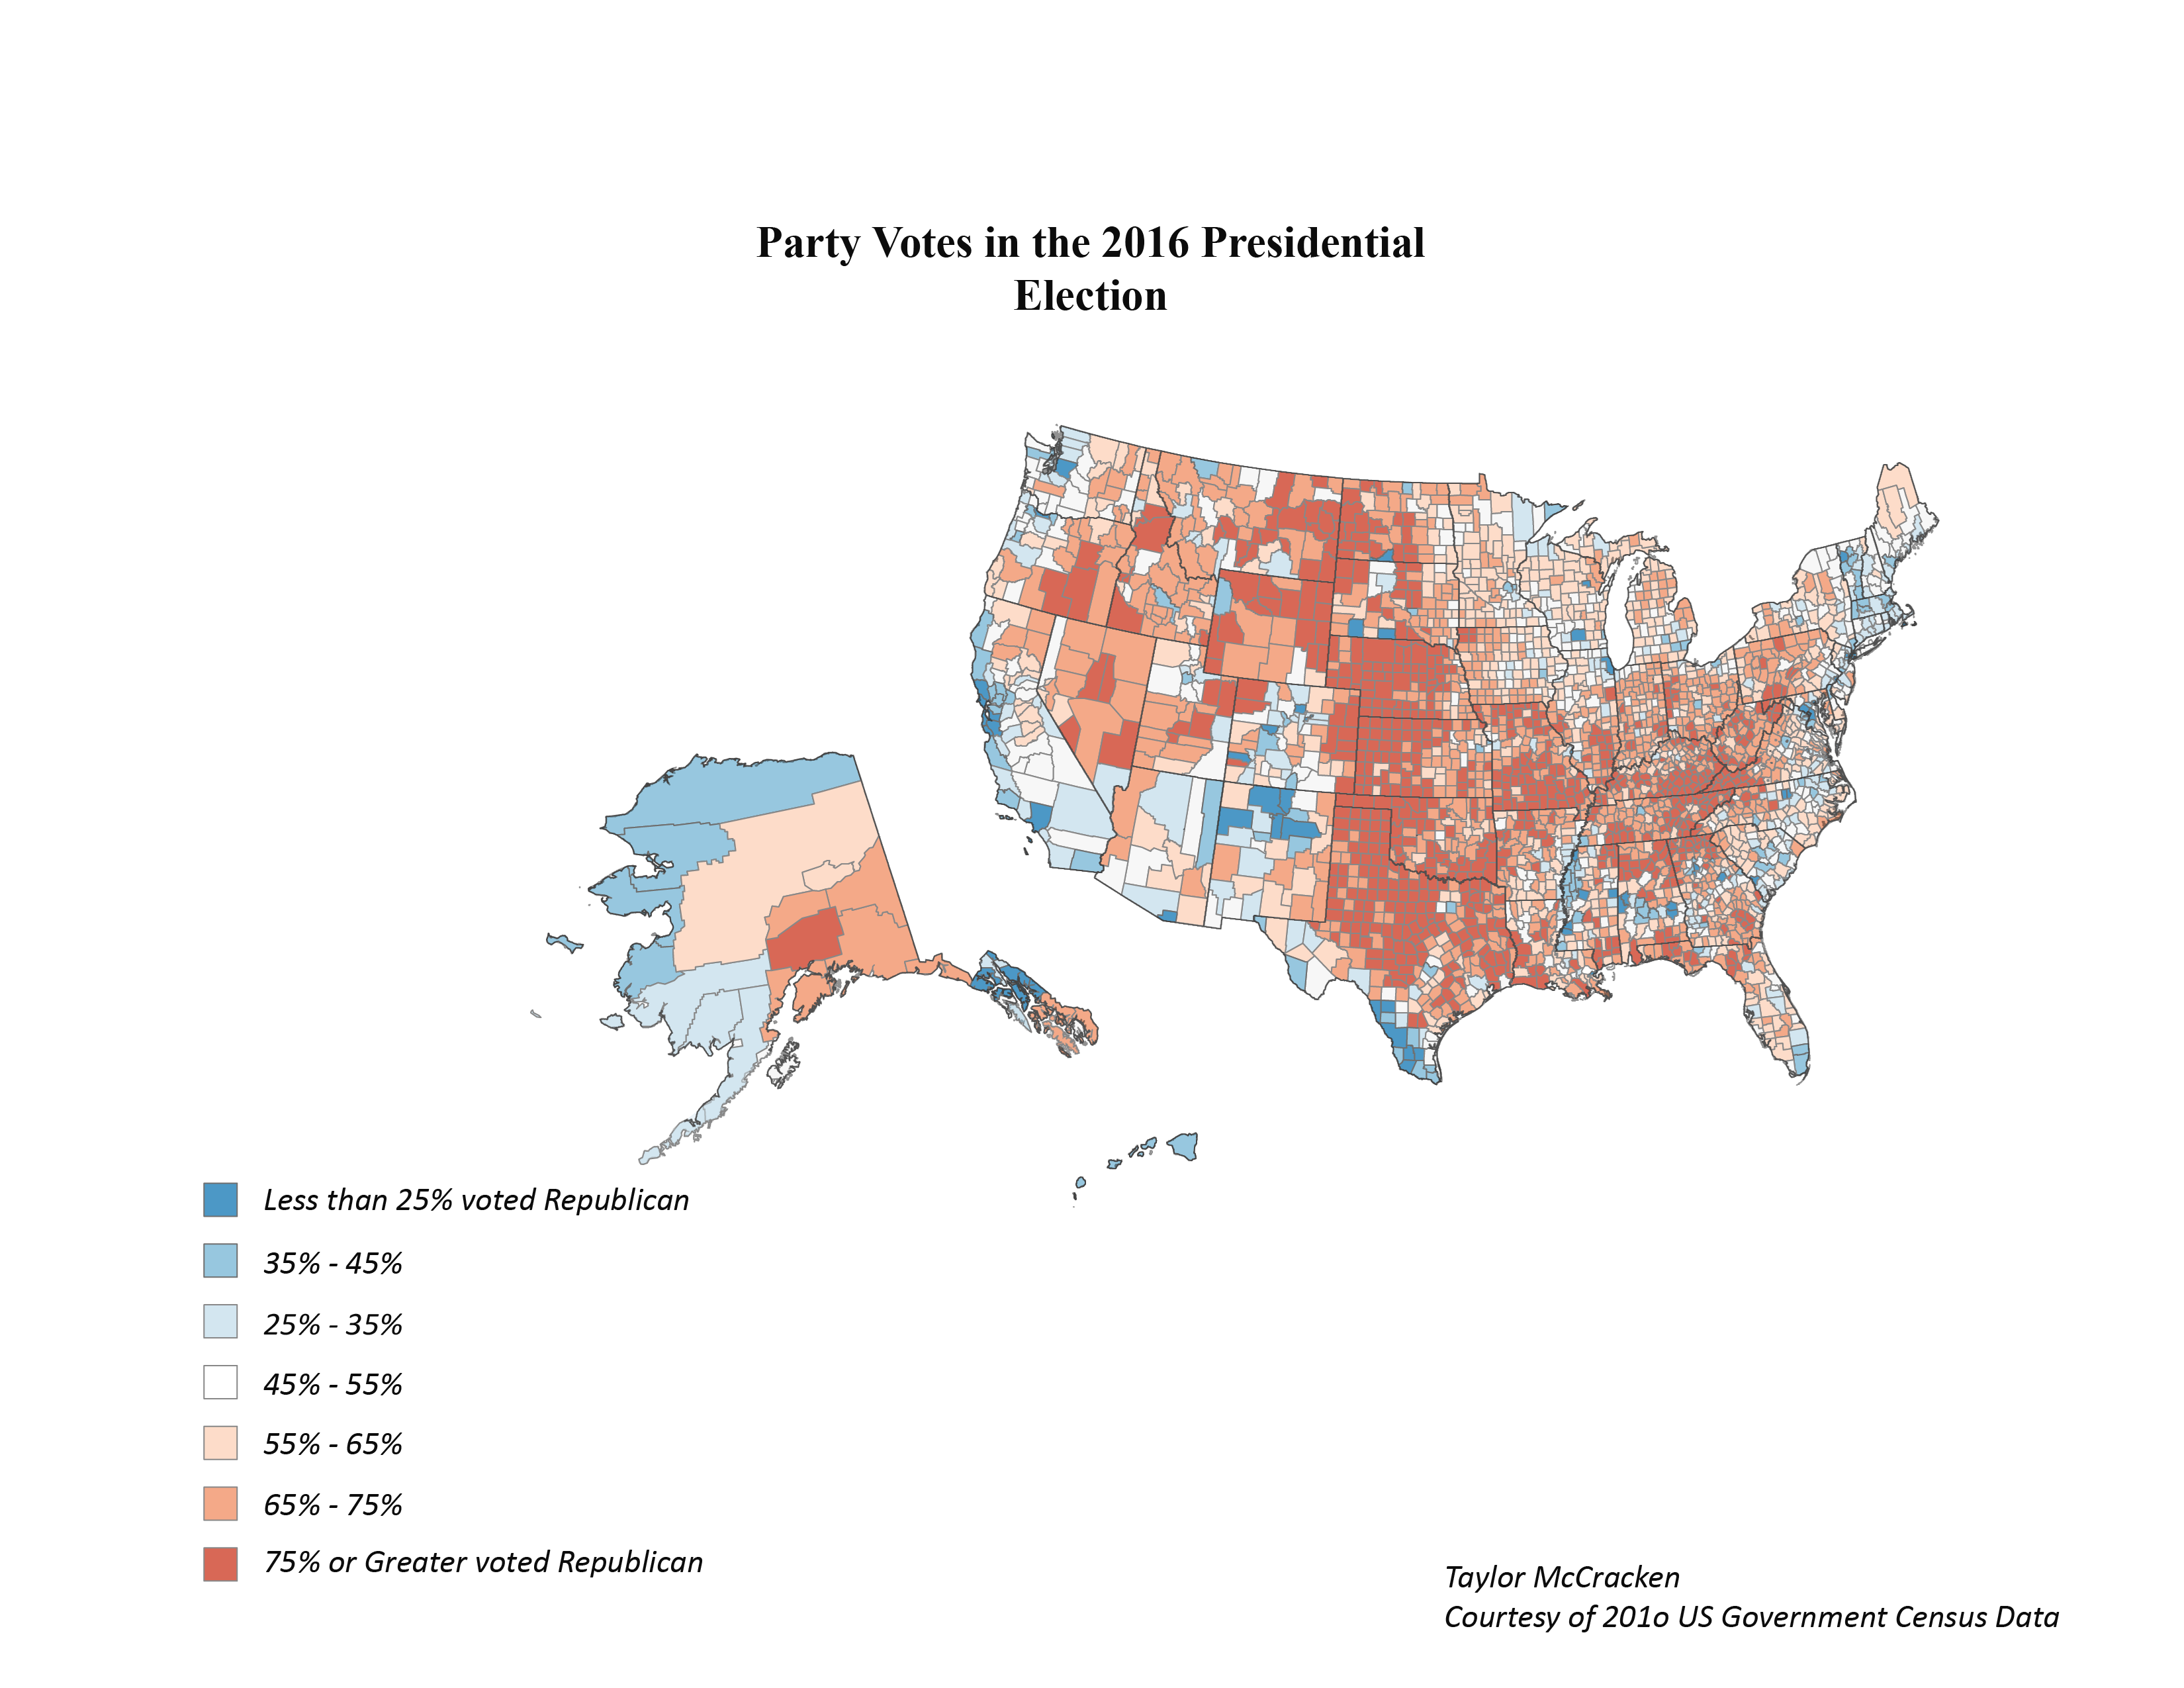 Party Votes in the 2016 Presidential
Election
Less than 25% voted Republican
35% - 45%
25% - 35%
45% - 55%
55% - 65%
65% - 75%
75% or Greater voted Republican
Taylor McCracken
Courtesy of 201o US Government Census Data